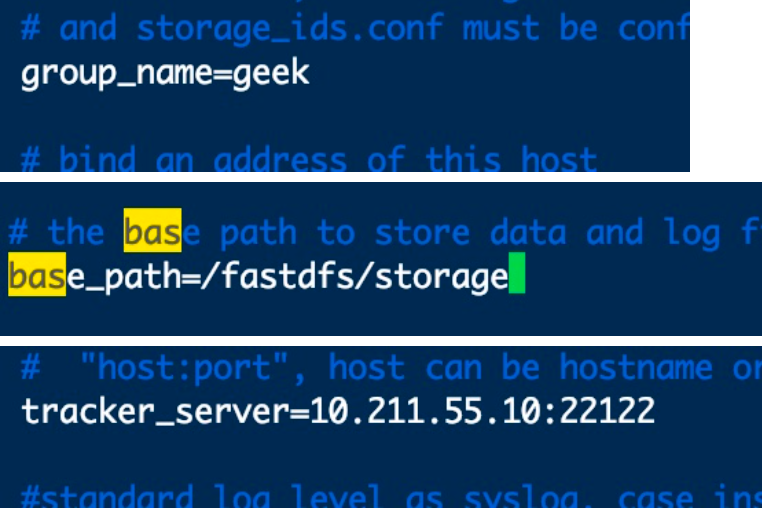 # and storage_ids.conf must be conf
group_name=geek
# bind an address of this host
# the base path to store data and log f
base_path=/fastdfs/storage
# "host:port", host can be hostname or
tracker_server=10.211.55.10:22122
#standard log level as syslog, case ins